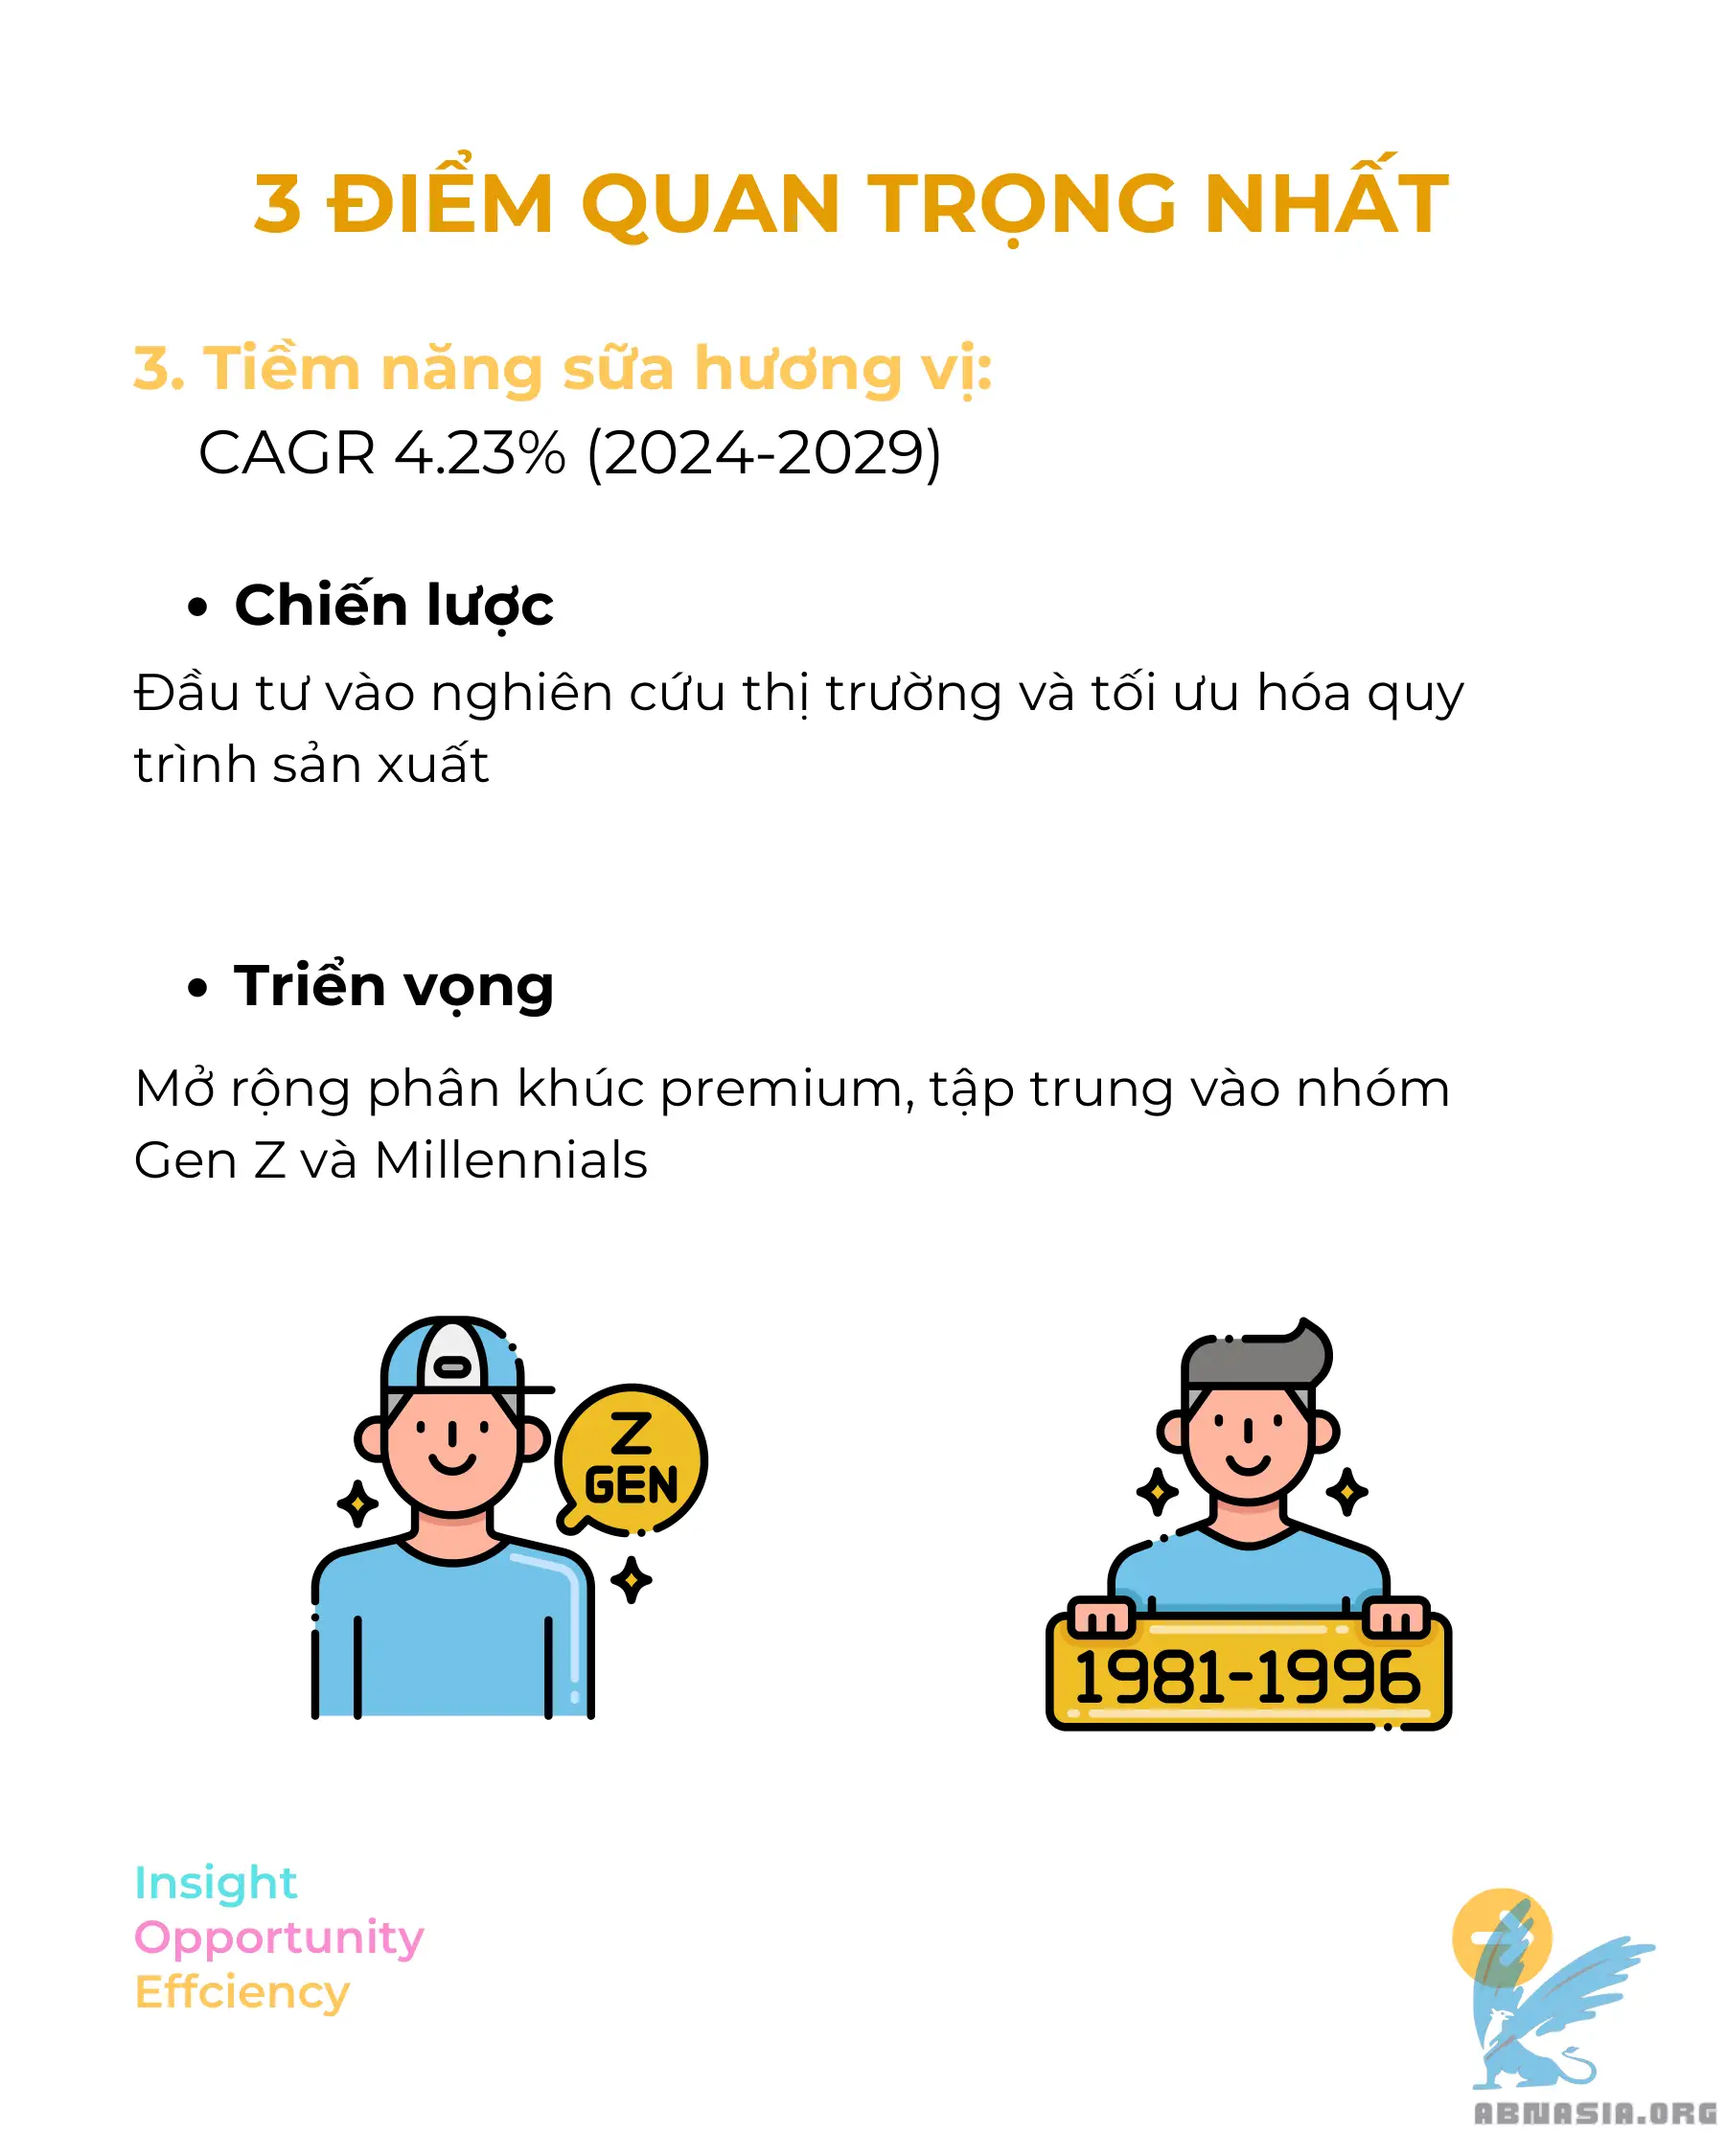 3 ĐIỂM QUAN TRỌNG NHẤT
3. Tiềm năng sữa hương vị:
CAGR 4.23% (2024-2029)
• Chiến lược
Đầu tư vào nghiên cứu thị trường và tối ưu hóa quy
trình sản xuất
• Triển vọng
Mở rộng phân khúc premium, tập trung vào nhóm
Gen Z và Millennials
Z
GEN
1981-1996
Insight
Opportunity
Effciency
ABNASIA.ORG